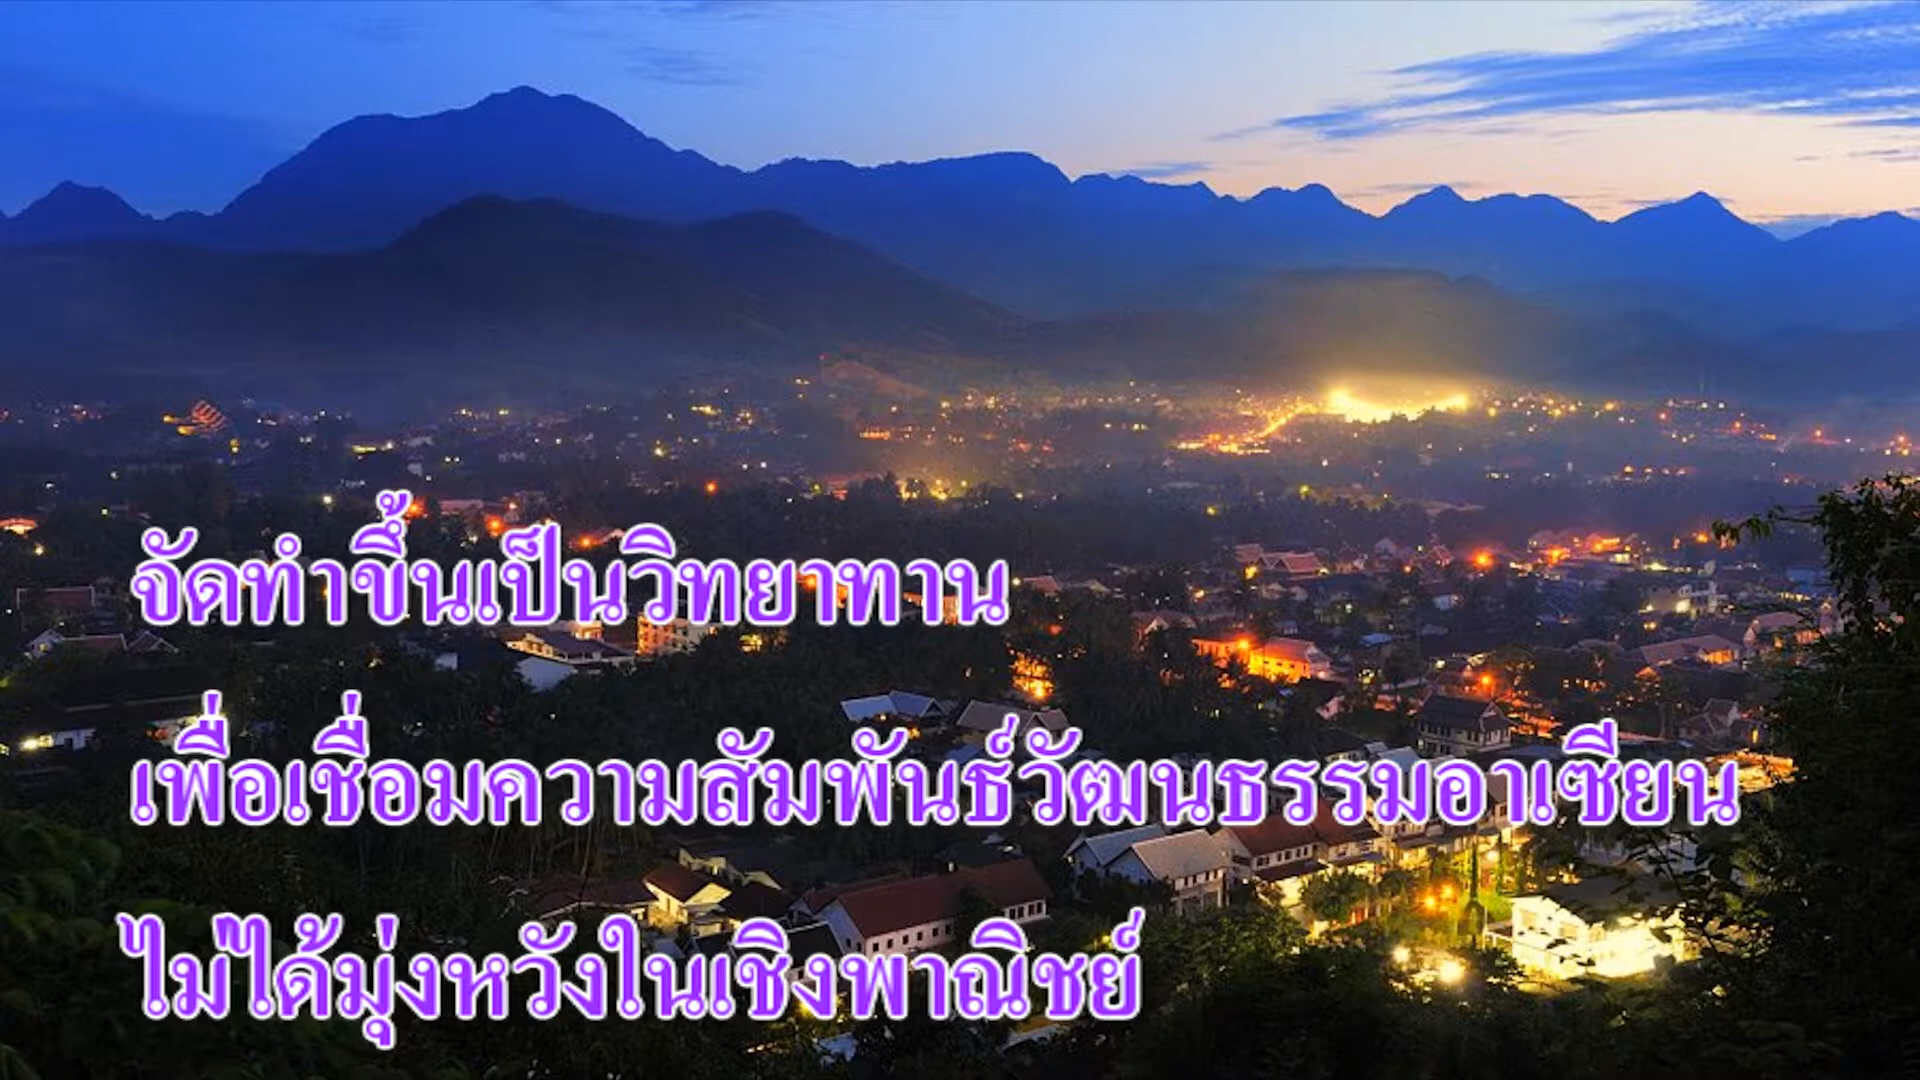 จัดทำขึ้นเป็นวิทยาทาน
เพื่อเชื่อมความสัมพันธ์วัฒนธรรมอาเซียน
ไม่ได้มุ่งหวังในเชิงพาณิชย์